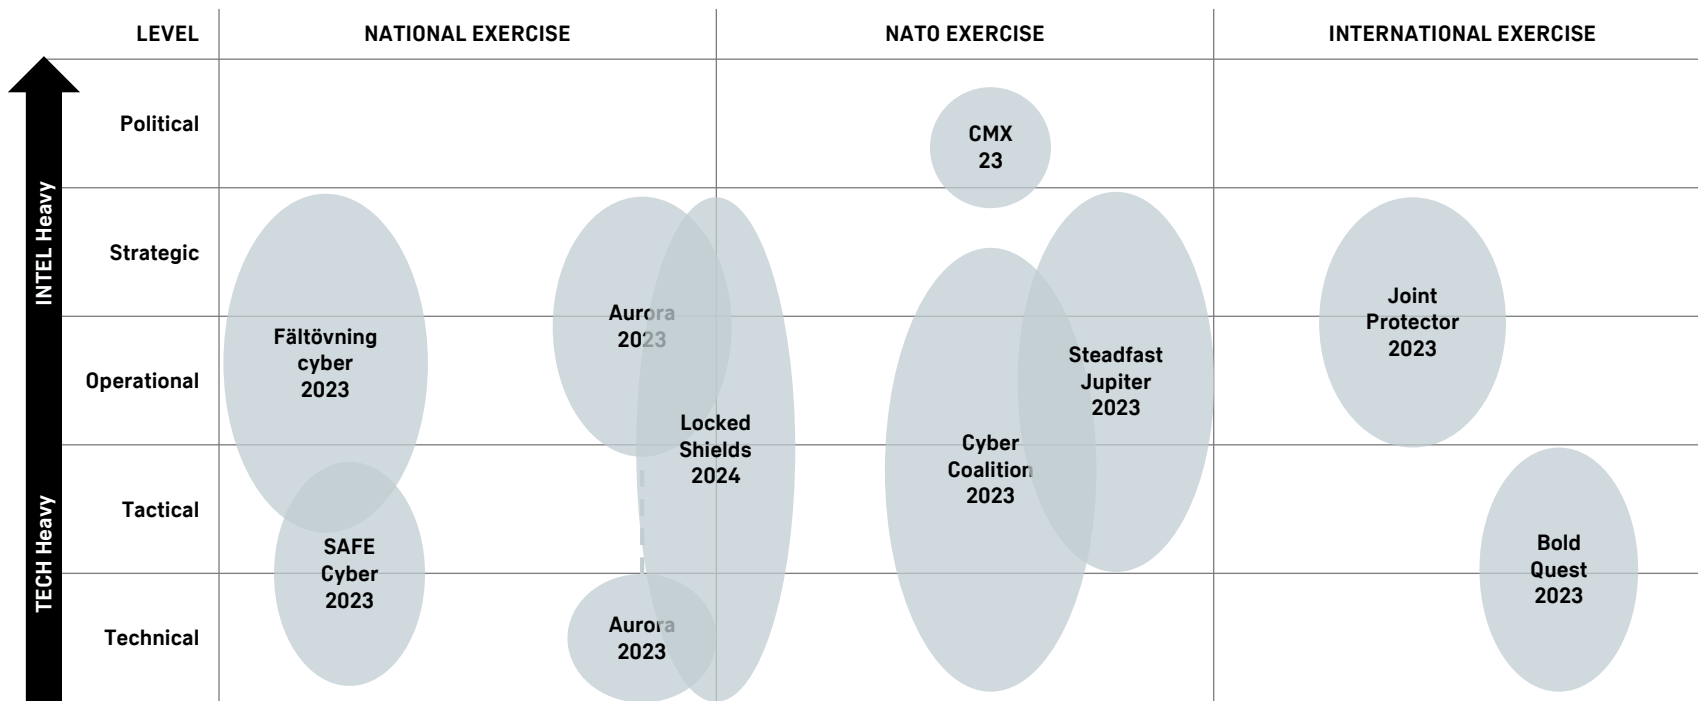 LEVEL
NATIONAL EXERCISE
NATO EXERCISE
INTERNATIONAL EXERCISE
INTEL Heavy
TECH Heavy
Political
CMX
23
Strategic
Operational
Tactical
Technical
Fältövning
cyber
2023
SAFE
Cyber
2023
Aurora
2023
Aurora
2023
Locked
Shields
2024
Cyber
Coalition
2023
Steadfast
Jupiter
2023
Joint
Protector
2023
Bold
Quest
2023